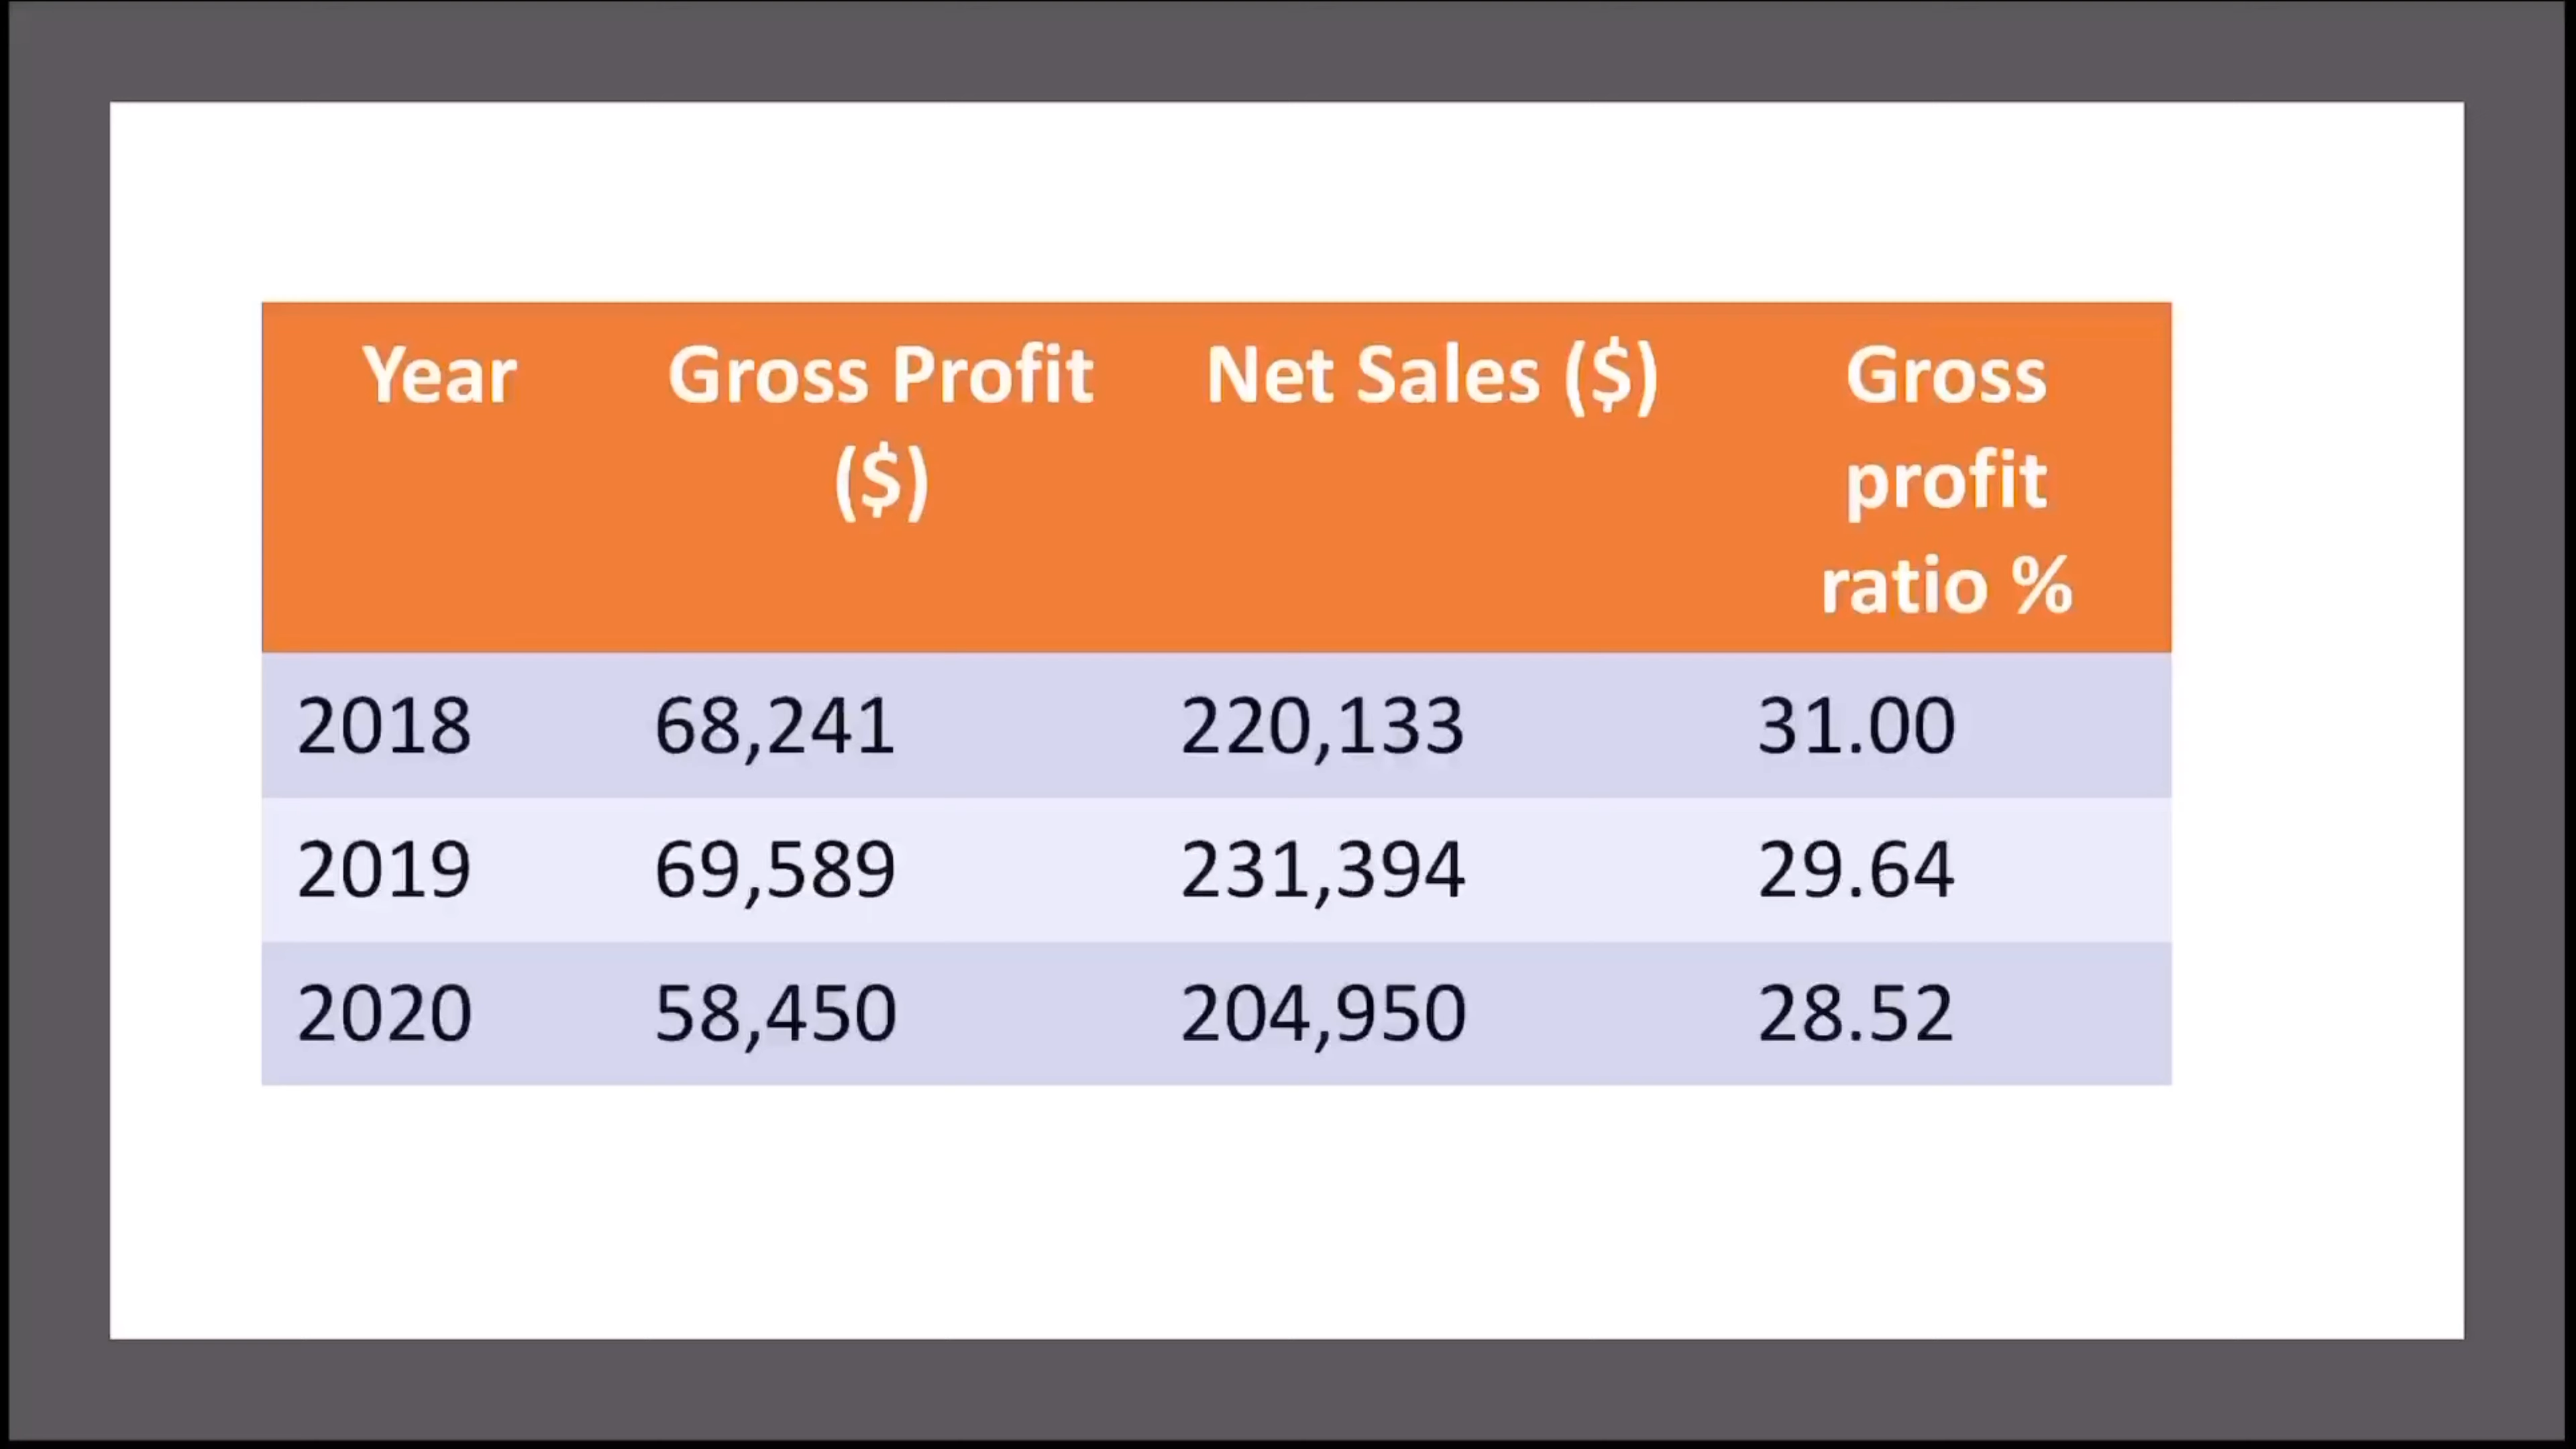 Year Gross Profit ($) Net Sales ($) Gross profit ratio %
2018 68,241 220,133 31.00
2019 69,589 231,394 29.64
2020 58,450 204,950 28.52